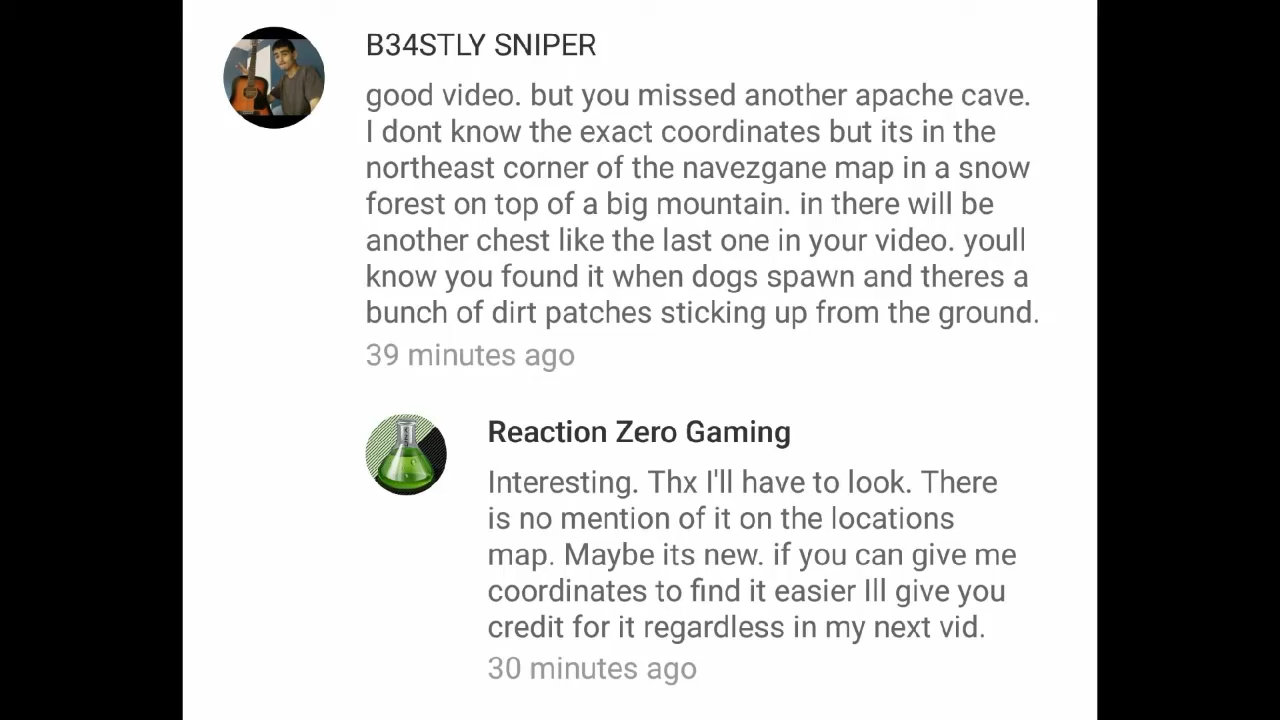 B34STLY SNIPER
good video. but you missed another apache cave.
I dont know the exact coordinates but its in the
northeast corner of the navezgane map in a snow
forest on top of a big mountain. in there will be
another chest like the last one in your video. youll
know you found it when dogs spawn and theres a
bunch of dirt patches sticking up from the ground.
39 minutes ago
Reaction Zero Gaming
Interesting. Thx I'll have to look. There
is no mention of it on the locations
map. Maybe its new. if you can give me
coordinates to find it easier Ill give you
credit for it regardless in my next vid.
30 minutes ago